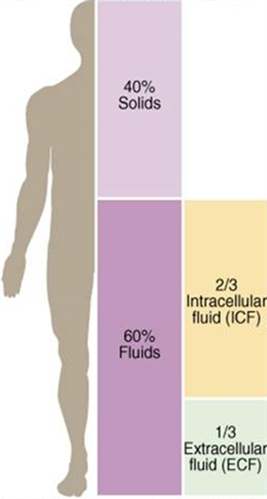 40%
Solids
60%
Fluids
2/3
Intracellular
fluid (ICF)
1/3
Extracellular
fluid (ECF)